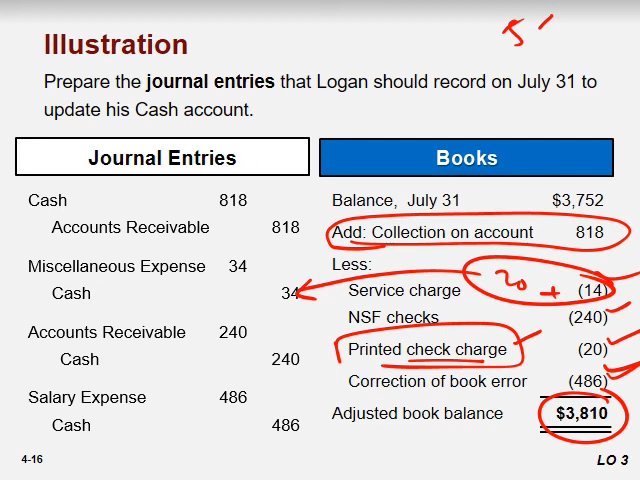 Illustration
Prepare the journal entries that Logan should record on July 31 to
update his Cash account.
Journal Entries
Cash 818
Accounts Receivable 818
Miscellaneous Expense 34
Cash 34
Accounts Receivable 240
Cash 240
Salary Expense 486
Cash 486
Books
Balance, July 31 $3,752
Add: Collection on account 818
Less:
20 +
Service charge (14)
NSF checks (240)
Printed check charge (20)
Correction of book error (486)
Adjusted book balance $3,810
4-16
LO 3